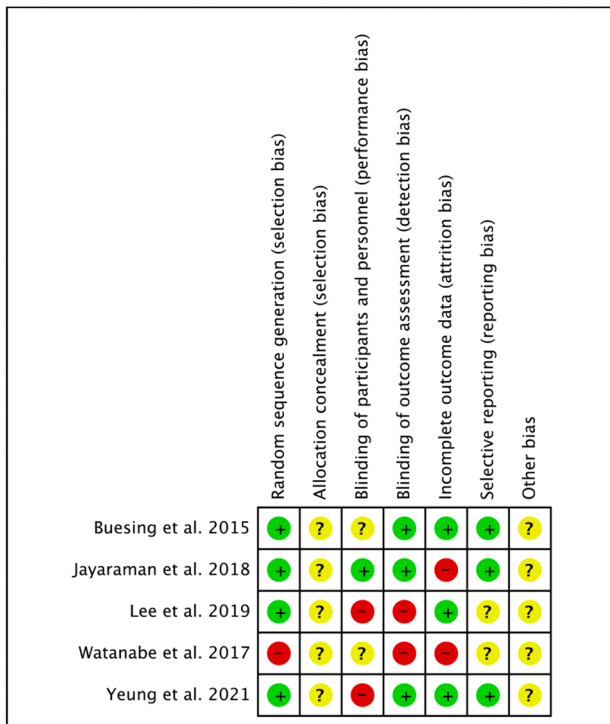 Random sequence generation (selection bias)
Allocation concealment (selection bias)
Blinding of participants and personnel (performance bias)
Blinding of outcome assessment (detection bias)
Incomplete outcome data (attrition bias)
Selective reporting (reporting bias)
Other bias
Buesing et al. 2015 + ? ? + + + ?
Jayaraman et al. 2018 + ? + + - + ?
Lee et al. 2019 + ? - - + ? ?
Watanabe et al. 2017 - ? ? - - ? ?
Yeung et al. 2021 + ? - + + + ?